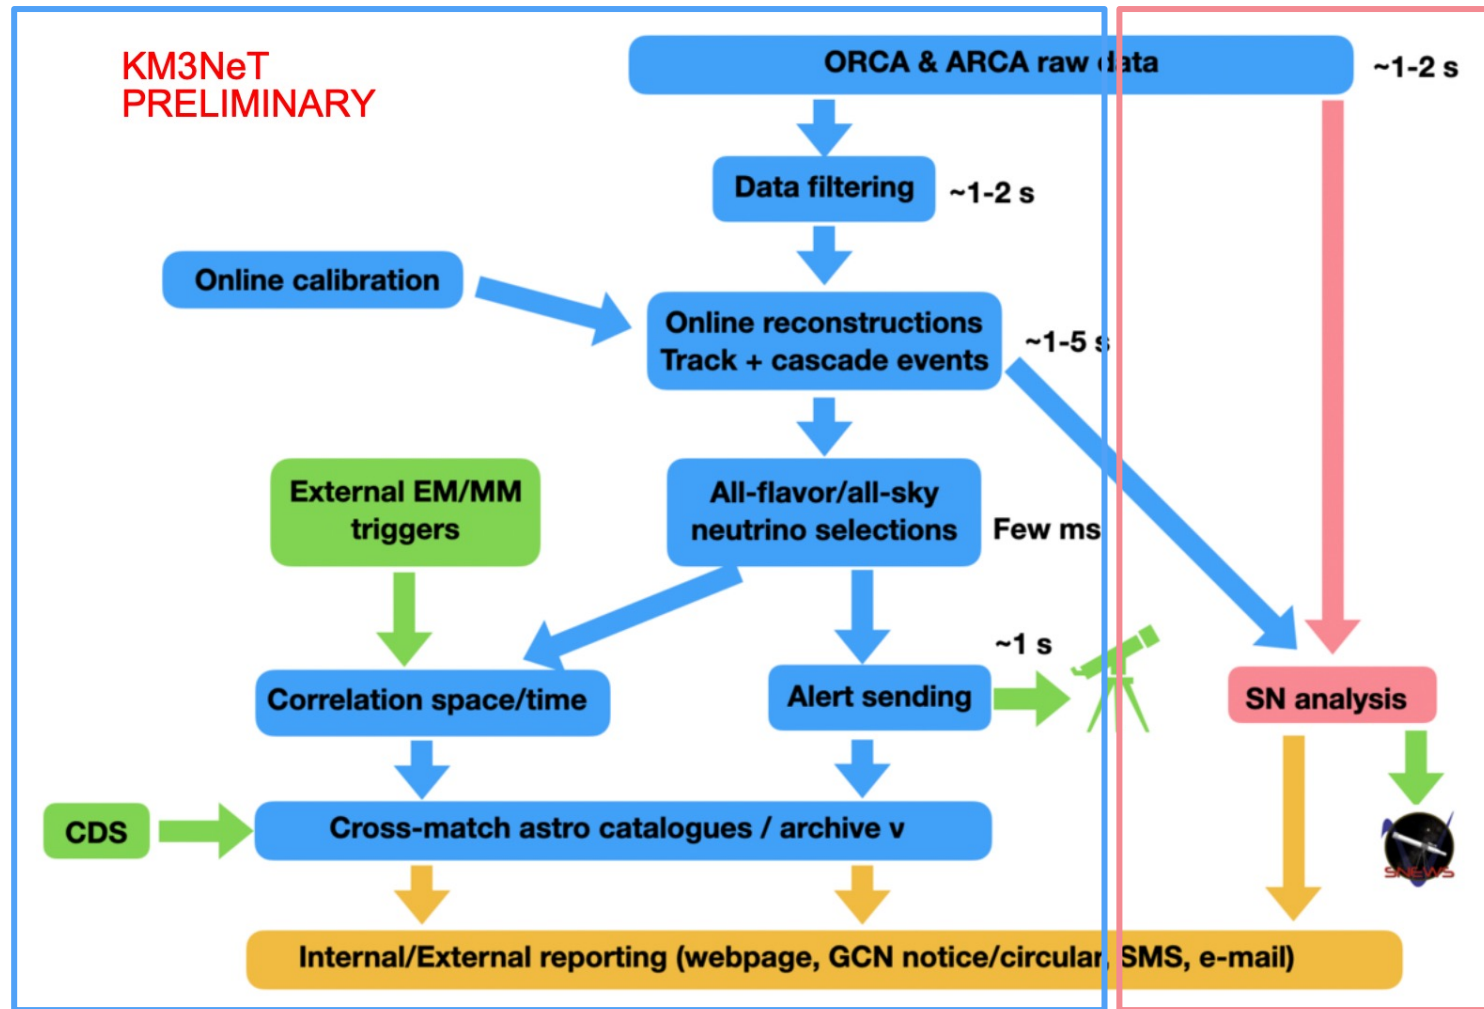 KM3NeT
PRELIMINARY
ORCA & ARCA raw data
~1-2 s
Data filtering
~1-2 s
Online calibration
Online reconstructions
Track + cascade events
~1-5 s
External EM/MM
triggers
All-flavor/all-sky
neutrino selections
Few ms
~1 s
Correlation space/time
Alert sending
SN analysis
CDS
Cross-match astro catalogues / archive ν
SNEWS
Internal/External reporting (webpage, GCN notice/circular, SMS, e-mail)